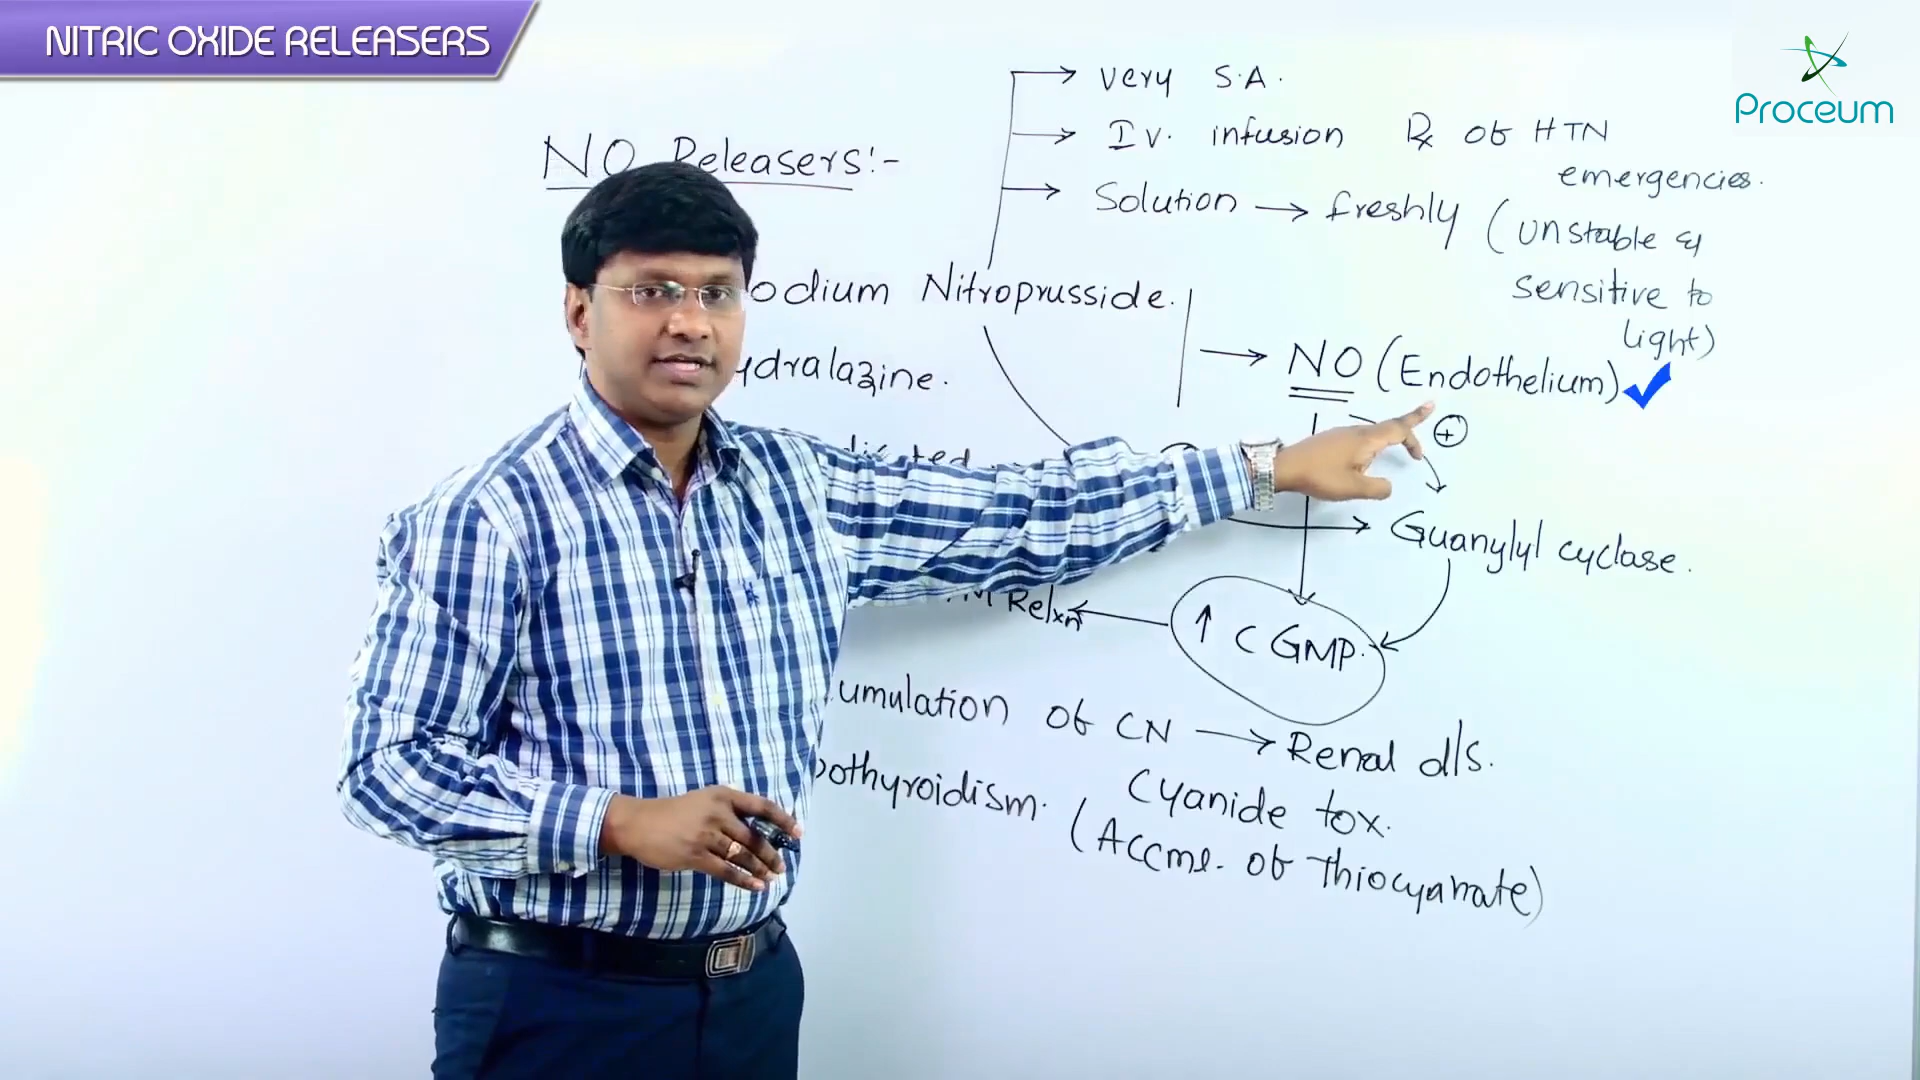 NITRIC OXIDE RELEASERS
Proceum
NO Releasers:-
very S.A.
Iv. infusion Rx of HTN
emergencies.
Solution → freshly (unstable &
sensitive to
light)
odium Nitroprusside.
ydralazine.
→ NO (Endothelium)
+
Guanylyl cyclase.
↑ CGMP.
Relxn
umulation of CN → Renal d/s.
Cyanide tox.
othyroidism. (Accml. of Thiocyanate)